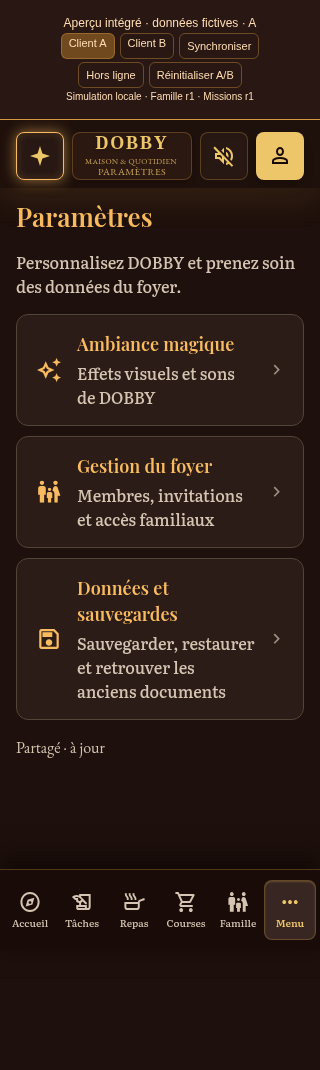 Aperçu intégré · données fictives · A
Client A
Client B
Synchroniser
Hors ligne
Réinitialiser A/B
Simulation locale · Famille r1 · Missions r1
DOBBY
MAISON & QUOTIDIEN
PARAMÈTRES
Paramètres
Personnalisez DOBBY et prenez soin
des données du foyer.
Ambiance magique
Effets visuels et sons
de DOBBY
Gestion du foyer
Membres, invitations
et accès familiaux
Données et
sauvegardes
Sauvegarder, restaurer
et retrouver les
anciens documents
Partagé · à jour
Accueil
Tâches
Repas
Courses
Famille
Menu